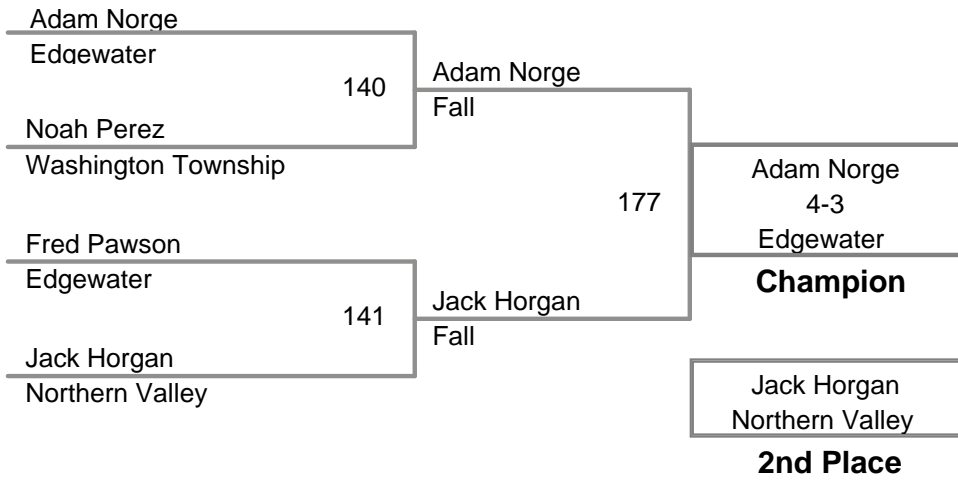 Adam Norge
Edgewater
140
Noah Perez
Washington Township
Fred Pawson
Edgewater
141
Jack Horgan
Northern Valley
Adam Norge
Fall
177
Jack Horgan
Fall
Adam Norge
4-3
Edgewater
Champion
Jack Horgan
Northern Valley
2nd Place